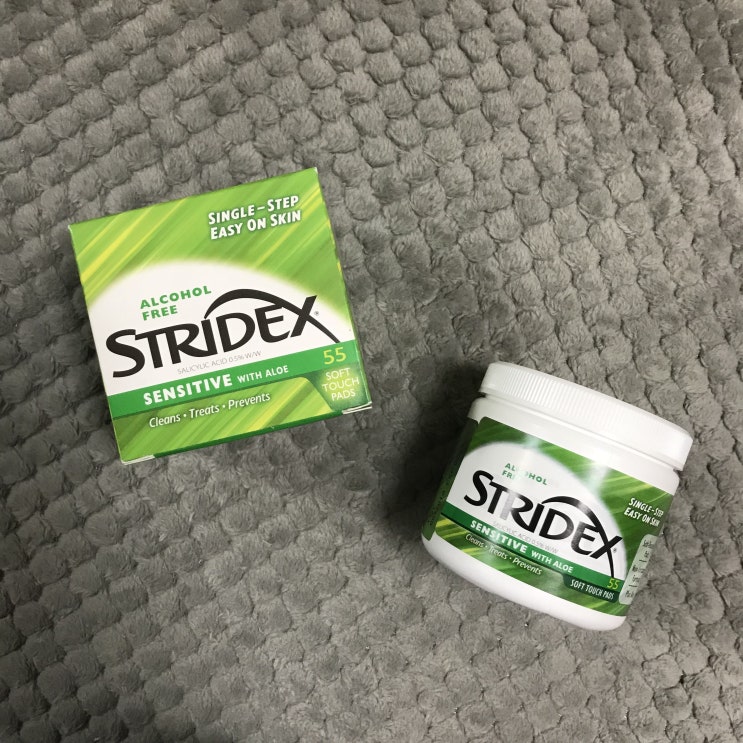 SINGLE–STEP
EASY ON SKIN
ALCOHOL
FREE
STRIDEX®
SALICYLIC ACID 0.5% W/W
SENSITIVE WITH ALOE
55
SOFT
TOUCH
PADS
Cleans • Treats • Prevents
ALCOHOL
STRIDEX
SINGLE–STEP
EASY ON SKIN
SENSITIVE WITH ALOE
Cleans • Treats • Prevents
55
SOFT TOUCH PADS